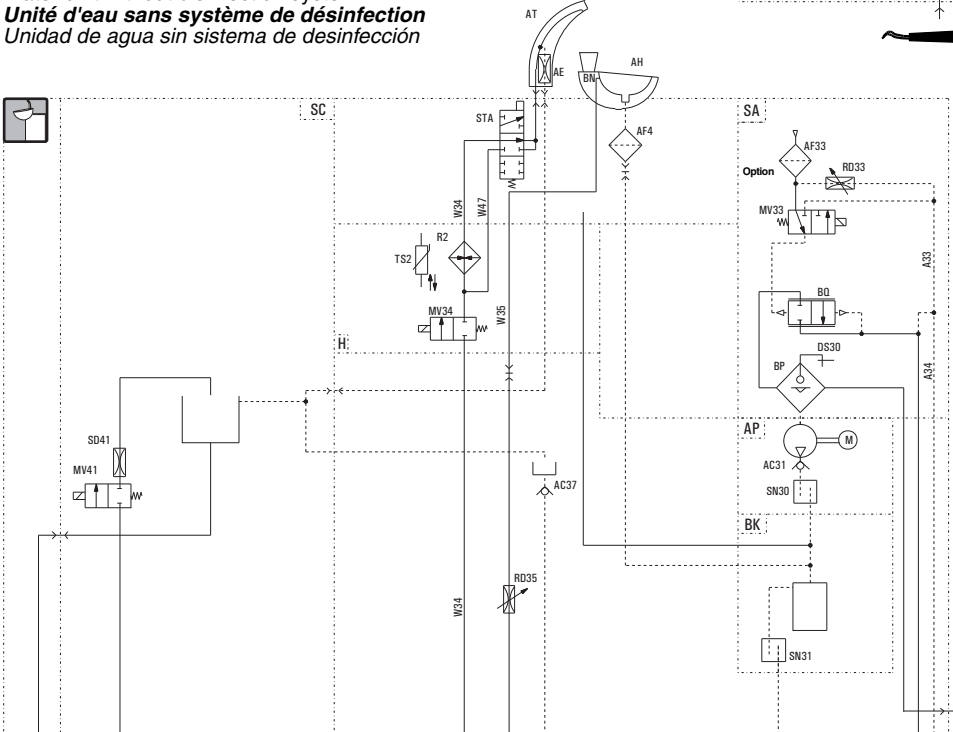 Unité d'eau sans système de désinfection
Unidad de agua sin sistema de desinfección
AT
AE
BN
AH
SC
STA
AF4
SA
AF33
Option
RD33
MV33
W34
W47
R2
TS2
A33
W35
BQ
MV34
H
DS30
BP
A34
AP
M
SD41
AC31
MV41
AC37
SN30
BK
RD35
W34
SN31